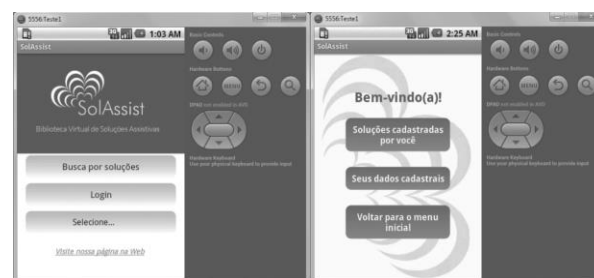 5556:Teste1
1:03 AM
SolAssist
SolAssist
Biblioteca Virtual de Soluções Assistivas
Busca por soluções
Login
Selecione...
Visite nossa página na Web
Basic Controls
Hardware Buttons
MENU
DPAD not enabled in AVD
Hardware Keyboard
Use your physical keyboard to provide input
5556:Teste1
2:25 AM
SolAssist
Bem-vindo(a)!
Soluções cadastradas
por você
Seus dados cadastrais
Voltar para o menu
inicial
Basic Controls
Hardware Buttons
MENU
DPAD not enabled in AVD
Hardware Keyboard
Use your physical keyboard to provide input